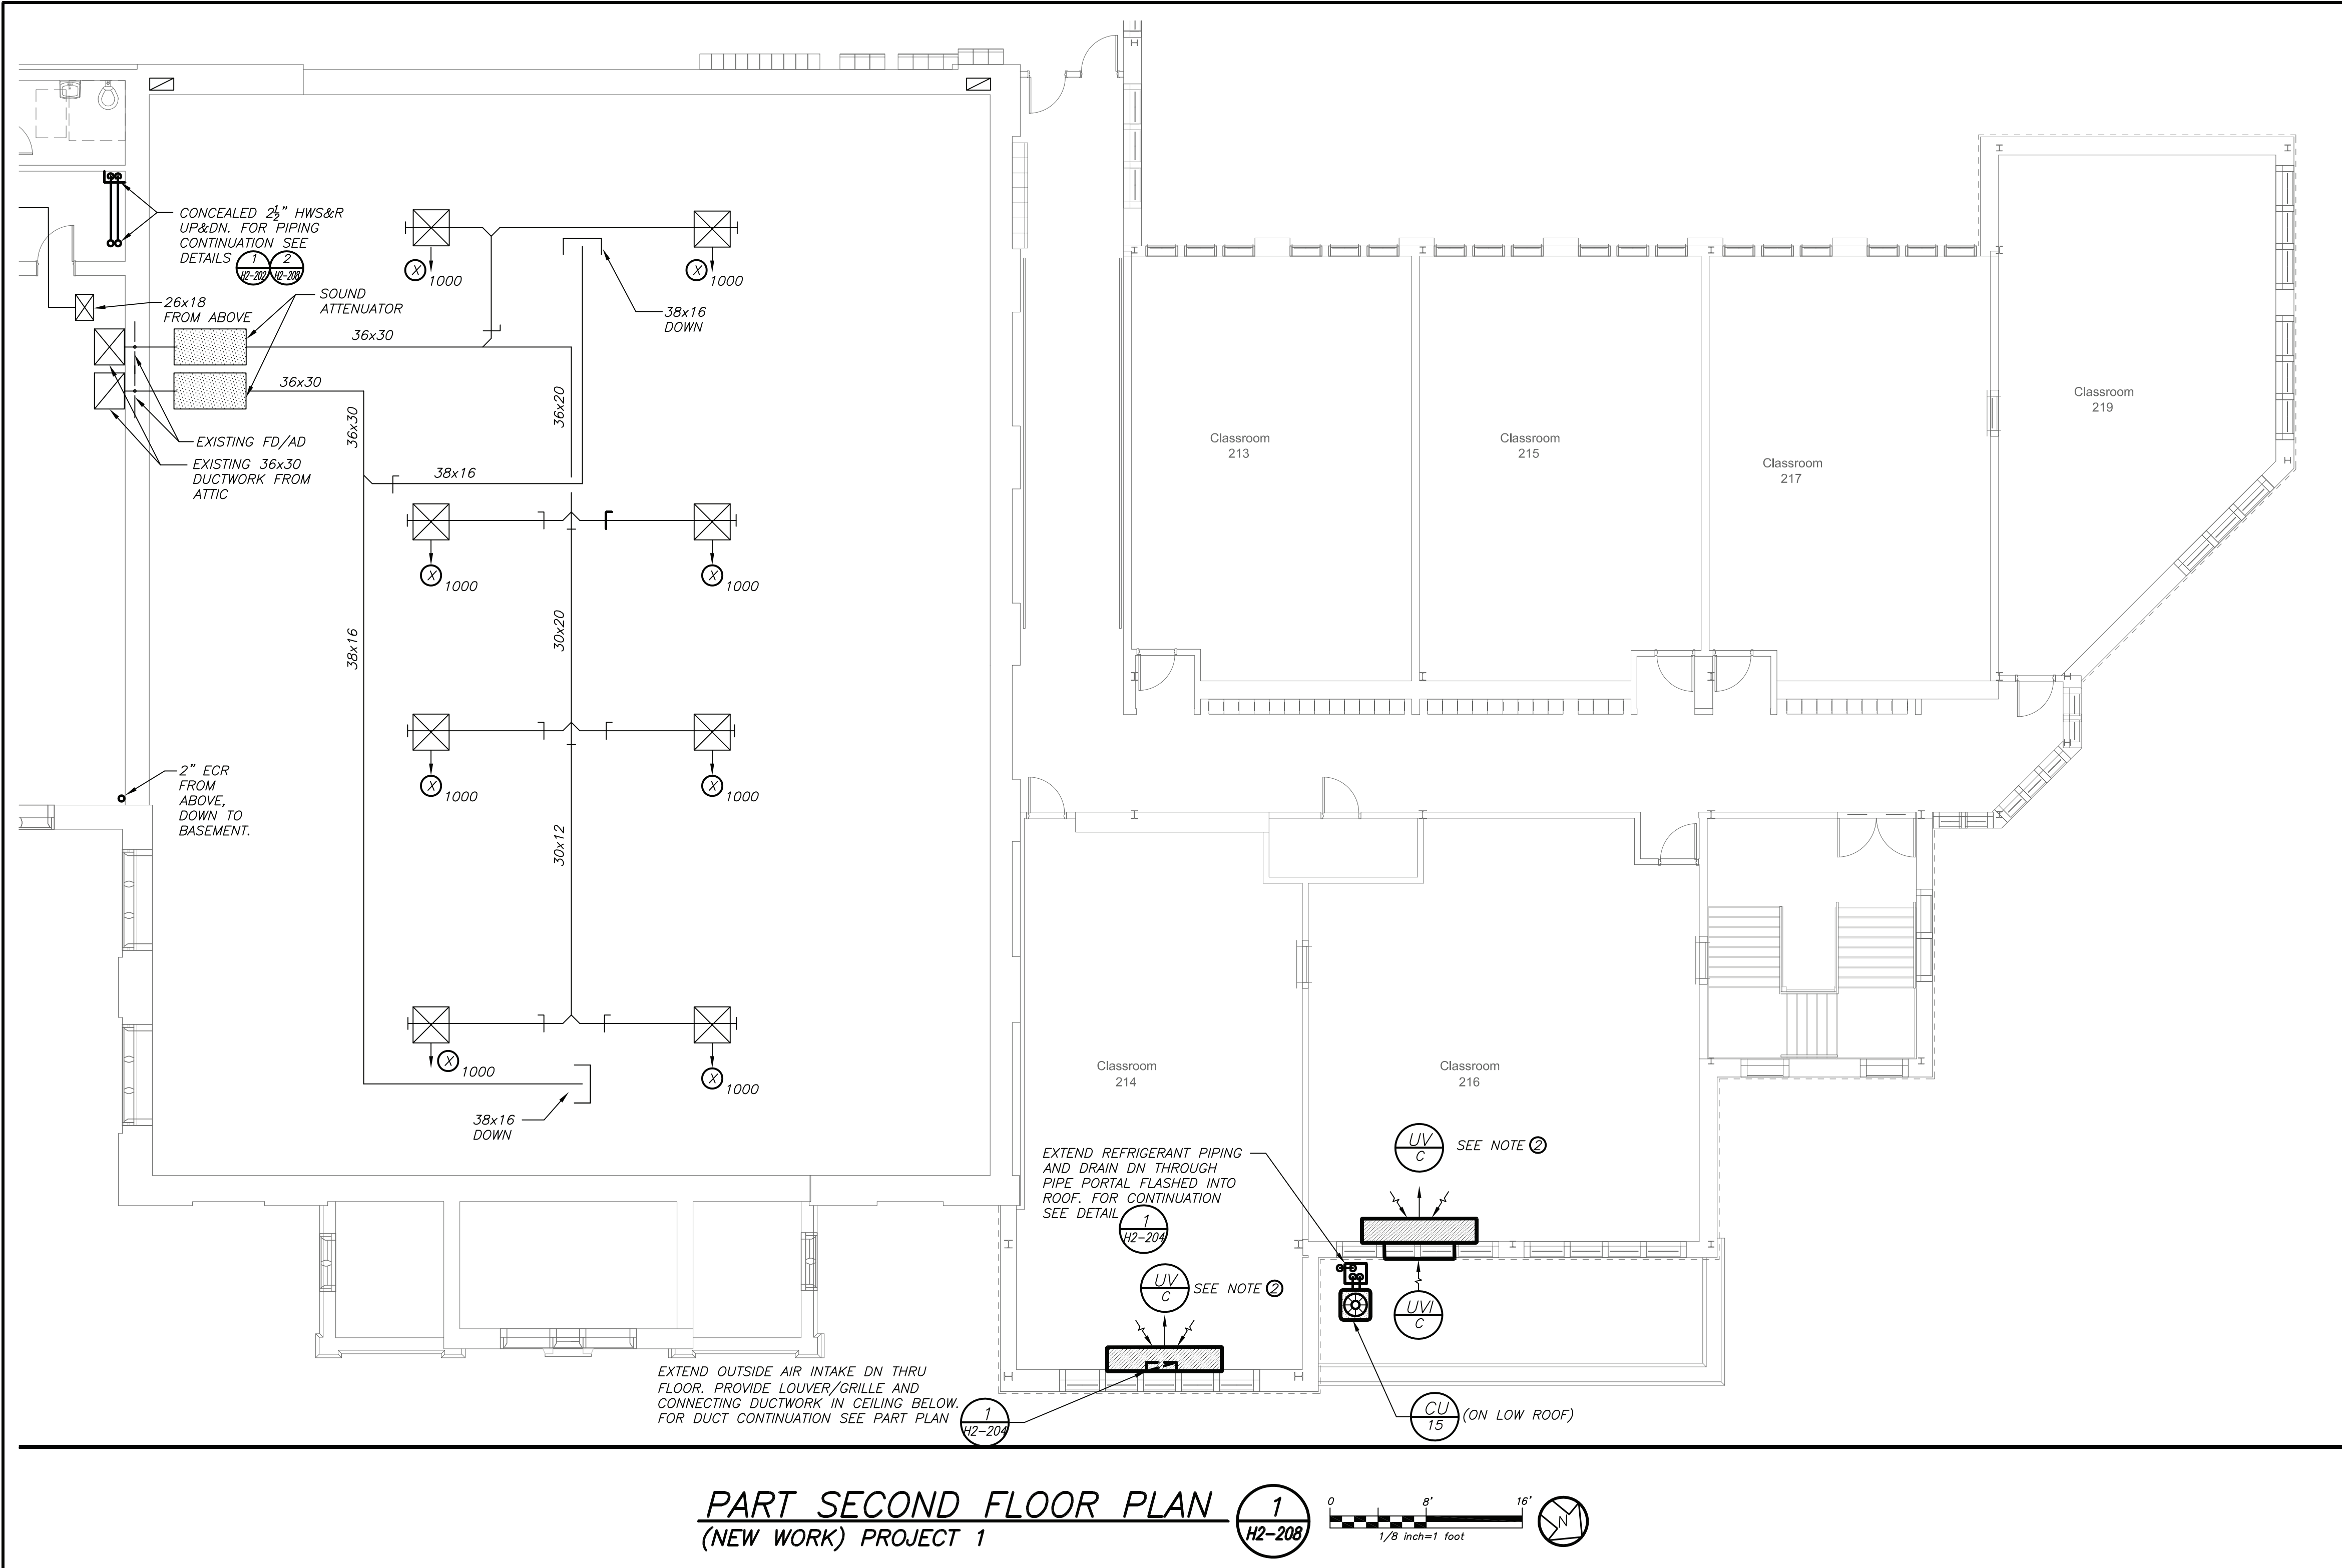 CONCEALED 2½" HWS&R
UP&DN. FOR PIPING
CONTINUATION SEE
DETAILS
1
H2-202
2
H2-208
26x18
FROM ABOVE
SOUND
ATTENUATOR
36x30
36x30
36x30
EXISTING FD/AD
EXISTING 36x30
DUCTWORK FROM
ATTIC
X 1000
X 1000
38x16
DOWN
36x20
38x16
X 1000
X 1000
38x16
30x20
X 1000
X 1000
2" ECR
FROM
ABOVE,
DOWN TO
BASEMENT.
30x12
X 1000
X 1000
38x16
DOWN
Classroom
213
Classroom
215
Classroom
217
Classroom
219
Classroom
214
Classroom
216
EXTEND REFRIGERANT PIPING
AND DRAIN DN THROUGH
PIPE PORTAL FLASHED INTO
ROOF. FOR CONTINUATION
SEE DETAIL
1
H2-204
UV
C
SEE NOTE 2
UV
C
SEE NOTE 2
UVI
C
EXTEND OUTSIDE AIR INTAKE DN THRU
FLOOR. PROVIDE LOUVER/GRILLE AND
CONNECTING DUCTWORK IN CEILING BELOW.
FOR DUCT CONTINUATION SEE PART PLAN
1
H2-204
CU
15
(ON LOW ROOF)
PART SECOND FLOOR PLAN
(NEW WORK) PROJECT 1
1
H2-208
0 8' 16'
1/8 inch=1 foot
N